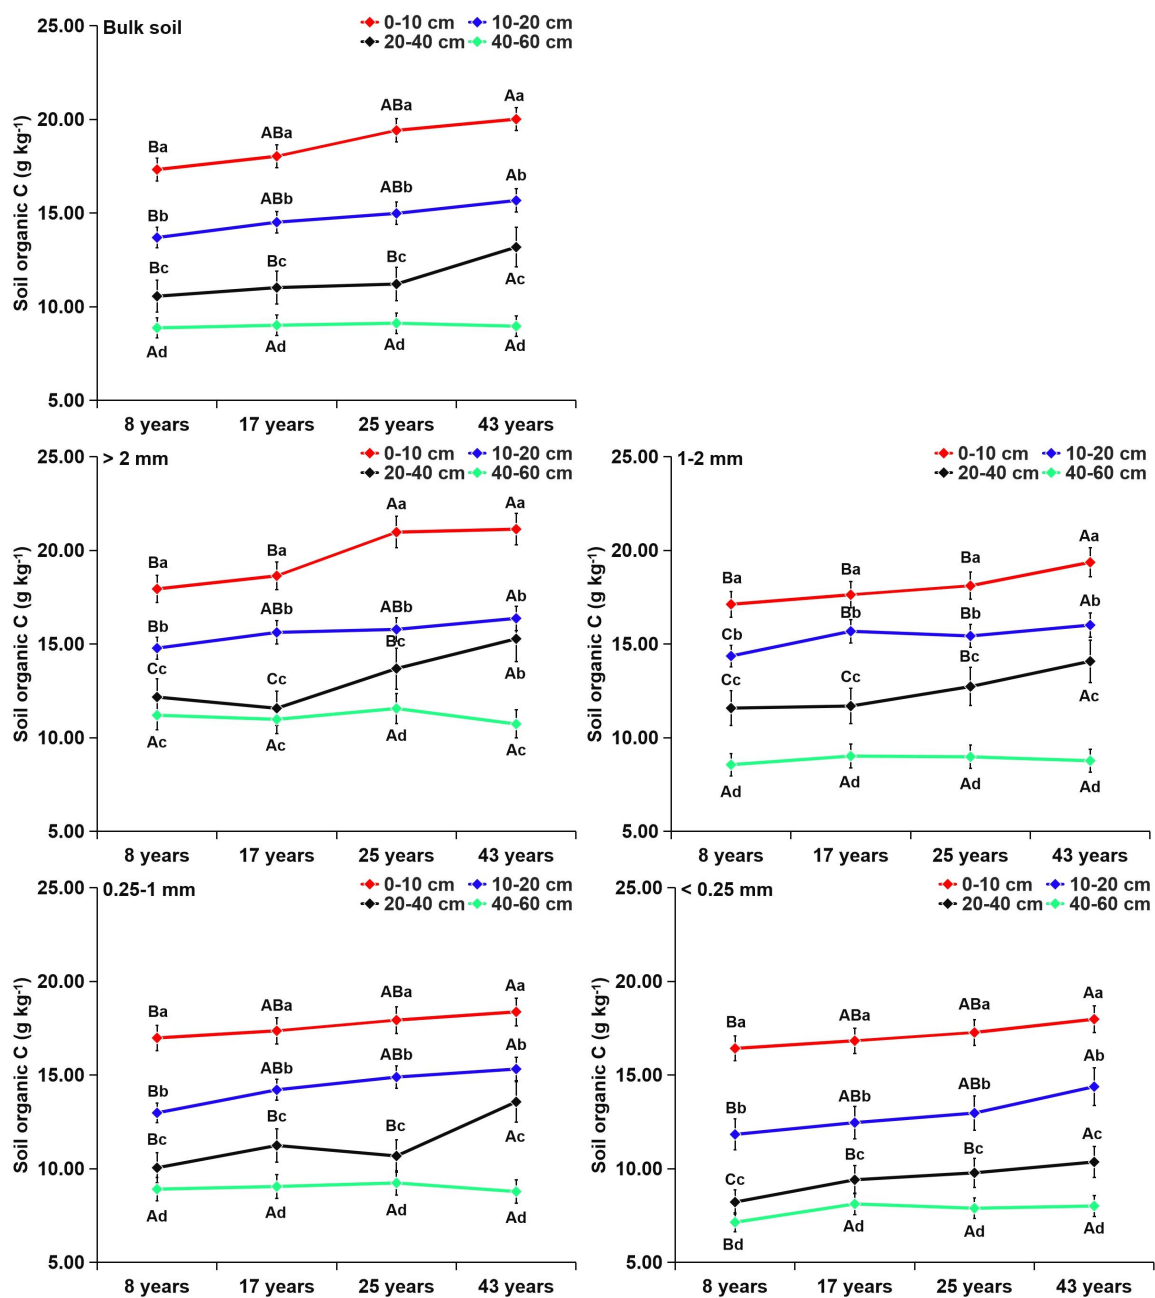 Bulk soil
0-10 cm 10-20 cm
20-40 cm 40-60 cm
Soil organic C (g kg-1)
25.00
20.00
15.00
10.00
5.00
Ba ABa ABa Aa
Bb ABb ABb Ab
Bc Bc Bc Ac
Ad Ad Ad Ad
8 years 17 years 25 years 43 years
> 2 mm
0-10 cm 10-20 cm
20-40 cm 40-60 cm
Soil organic C (g kg-1)
25.00
20.00
15.00
10.00
5.00
Ba Ba Aa Aa
Bb ABb ABb Ab
Cc Cc Bc Ab
Ac Ac Ad Ac
8 years 17 years 25 years 43 years
1-2 mm
0-10 cm 10-20 cm
20-40 cm 40-60 cm
Soil organic C (g kg-1)
25.00
20.00
15.00
10.00
5.00
Ba Ba Ba Aa
Cb Bb Bb Ab
Cc Cc Bc Ac
Ad Ad Ad Ad
8 years 17 years 25 years 43 years
0.25-1 mm
0-10 cm 10-20 cm
20-40 cm 40-60 cm
Soil organic C (g kg-1)
25.00
20.00
15.00
10.00
5.00
Ba ABa ABa Aa
Bb ABb ABb Ab
Bc Bc Bc Ac
Ad Ad Ad Ad
8 years 17 years 25 years 43 years
< 0.25 mm
0-10 cm 10-20 cm
20-40 cm 40-60 cm
Soil organic C (g kg-1)
25.00
20.00
15.00
10.00
5.00
Ba ABa ABa Aa
Bb ABb ABb Ab
Cc Bc Bc Ac
Bd Ad Ad Ad
8 years 17 years 25 years 43 years